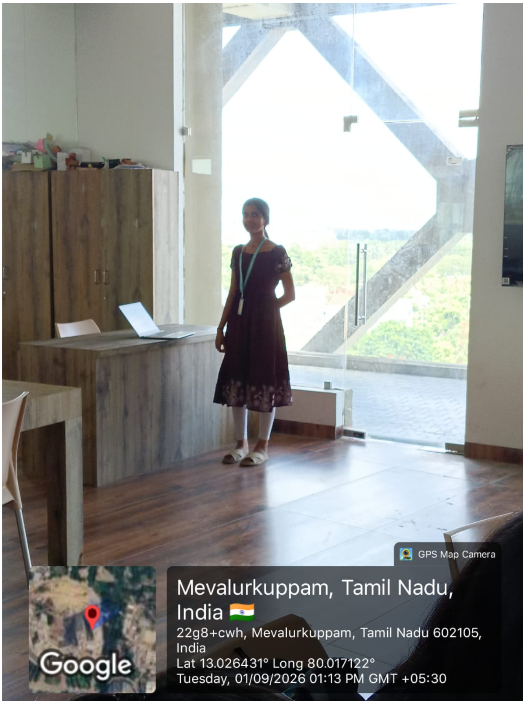 GPS Map Camera
Mevalurkuppam, Tamil Nadu,
India 🇮🇳
22g8+cwh, Mevalurkuppam, Tamil Nadu 602105,
India
Lat 13.026431° Long 80.017122°
Tuesday, 01/09/2026 01:13 PM GMT +05:30
Google